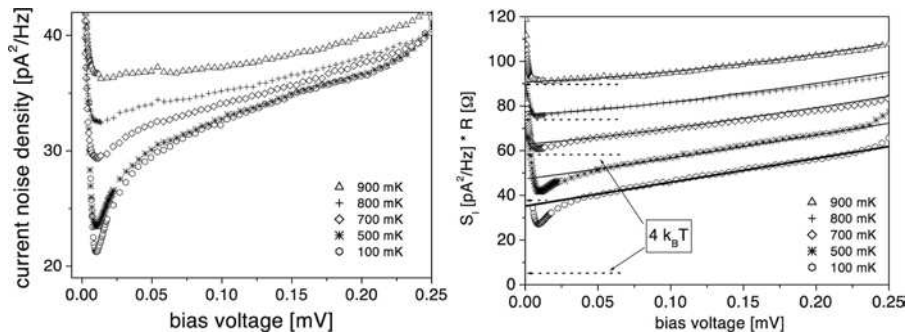 current noise density [pA²/Hz]
40
30
20
0.00 0.05 0.10 0.15 0.20 0.25
bias voltage [mV]
900 mK
800 mK
700 mK
500 mK
100 mK
S_I [pA²/Hz] * R [Ω]
120
100
80
60
40
20
0
0.00 0.05 0.10 0.15 0.20 0.25
bias voltage [mV]
4 k_BT
900 mK
800 mK
700 mK
500 mK
100 mK